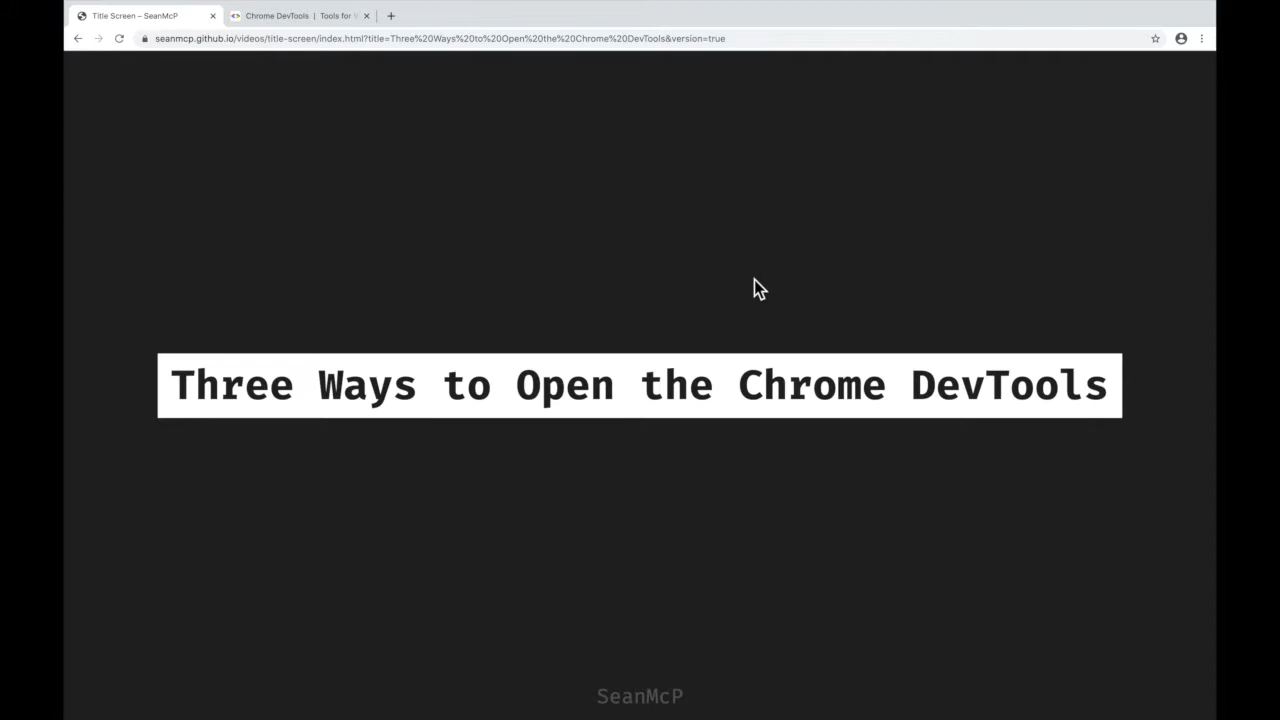 Title Screen – SeanMcP
Chrome DevTools | Tools for
seanmcp.github.io/videos/title-screen/index.html?title=Three%20Ways%20to%20Open%20the%20Chrome%20DevTools&version=true
Three Ways to Open the Chrome DevTools
SeanMcP